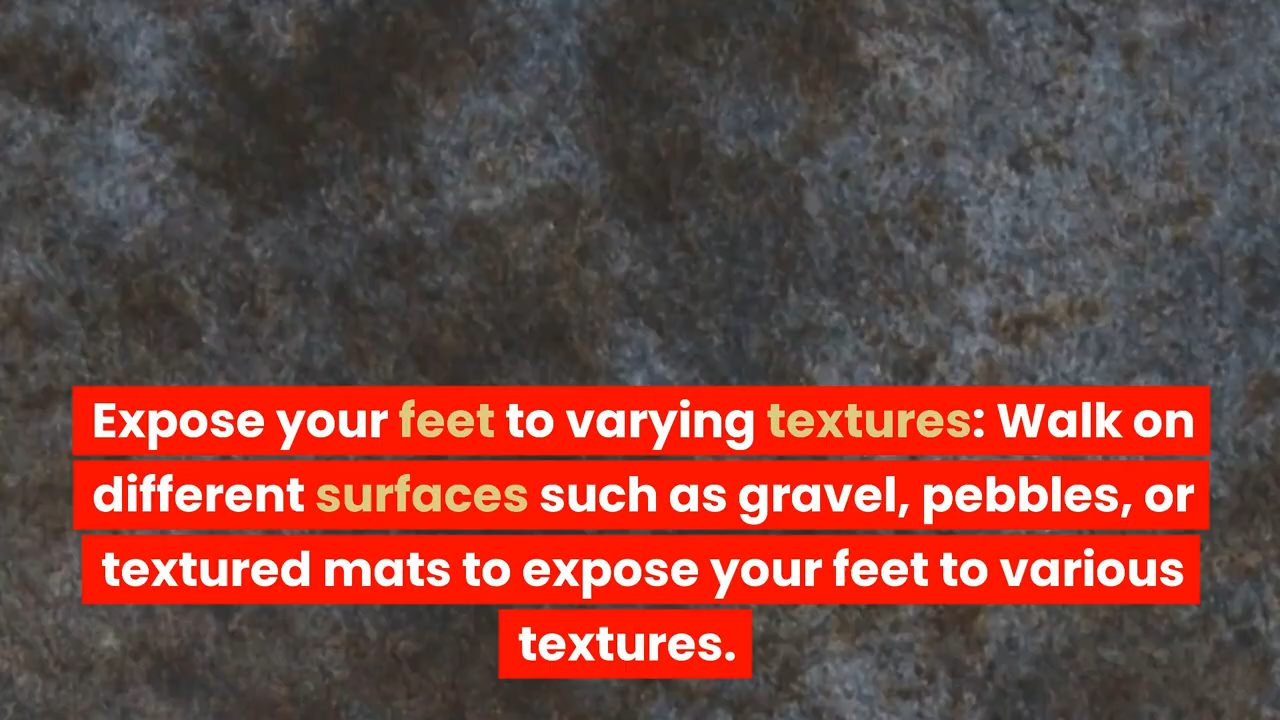 Expose your feet to varying textures: Walk on
different surfaces such as gravel, pebbles, or
textured mats to expose your feet to various
textures.